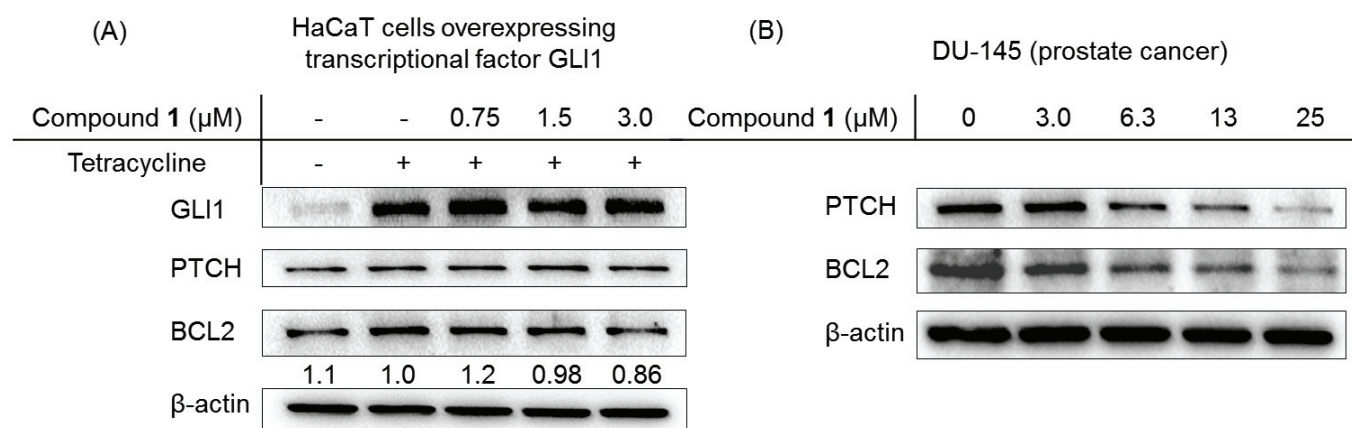 (A)
HaCaT cells overexpressing
transcriptional factor GLI1
Compound 1 (µM) - - 0.75 1.5 3.0
Tetracycline - + + + +
GLI1
PTCH
BCL2
1.1 1.0 1.2 0.98 0.86
β-actin
(B)
DU-145 (prostate cancer)
Compound 1 (µM) 0 3.0 6.3 13 25
PTCH
BCL2
β-actin